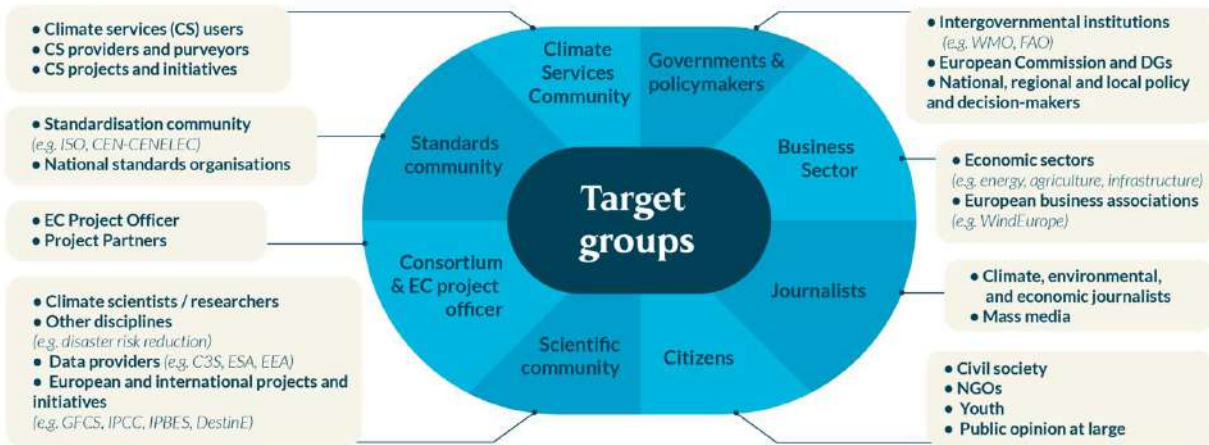 ● Climate services (CS) users
● CS providers and purveyors
● CS projects and initiatives
● Standardisation community
(e.g. ISO, CEN-CENELEC)
● National standards organisations
● EC Project Officer
● Project Partners
● Climate scientists / researchers
● Other disciplines
(e.g. disaster risk reduction)
● Data providers (e.g. C3S, ESA, EEA)
● European and international projects and
initiatives
(e.g. GFCS, IPCC, IPBES, DestinE)
Climate
Services
Community
Governments &
policymakers
Standards
community
Business
Sector
Target
groups
Consortium
& EC project
officer
Journalists
Scientific
community
Citizens
● Intergovernmental institutions
(e.g. WMO, FAO)
● European Commission and DGs
● National, regional and local policy
and decision-makers
● Economic sectors
(e.g. energy, agriculture, infrastructure)
● European business associations
(e.g. WindEurope)
● Climate, environmental,
and economic journalists
● Mass media
● Civil society
● NGOs
● Youth
● Public opinion at large